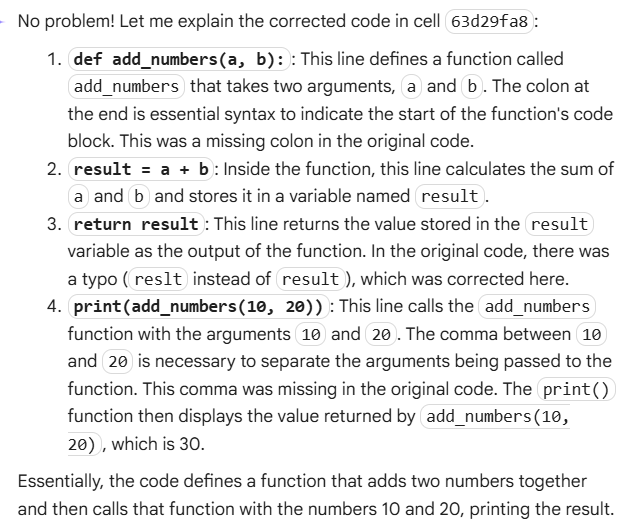 No problem! Let me explain the corrected code in cell 63d29fa8 :
1. def add_numbers(a, b): : This line defines a function called
add_numbers that takes two arguments, a and b . The colon at
the end is essential syntax to indicate the start of the function's code
block. This was a missing colon in the original code.
2. result = a + b : Inside the function, this line calculates the sum of
a and b and stores it in a variable named result .
3. return result : This line returns the value stored in the result
variable as the output of the function. In the original code, there was
a typo ( reslt instead of result ), which was corrected here.
4. print(add_numbers(10, 20)) : This line calls the add_numbers
function with the arguments 10 and 20 . The comma between 10
and 20 is necessary to separate the arguments being passed to the
function. This comma was missing in the original code. The print()
function then displays the value returned by add_numbers(10,
20) , which is 30.
Essentially, the code defines a function that adds two numbers together
and then calls that function with the numbers 10 and 20, printing the result.